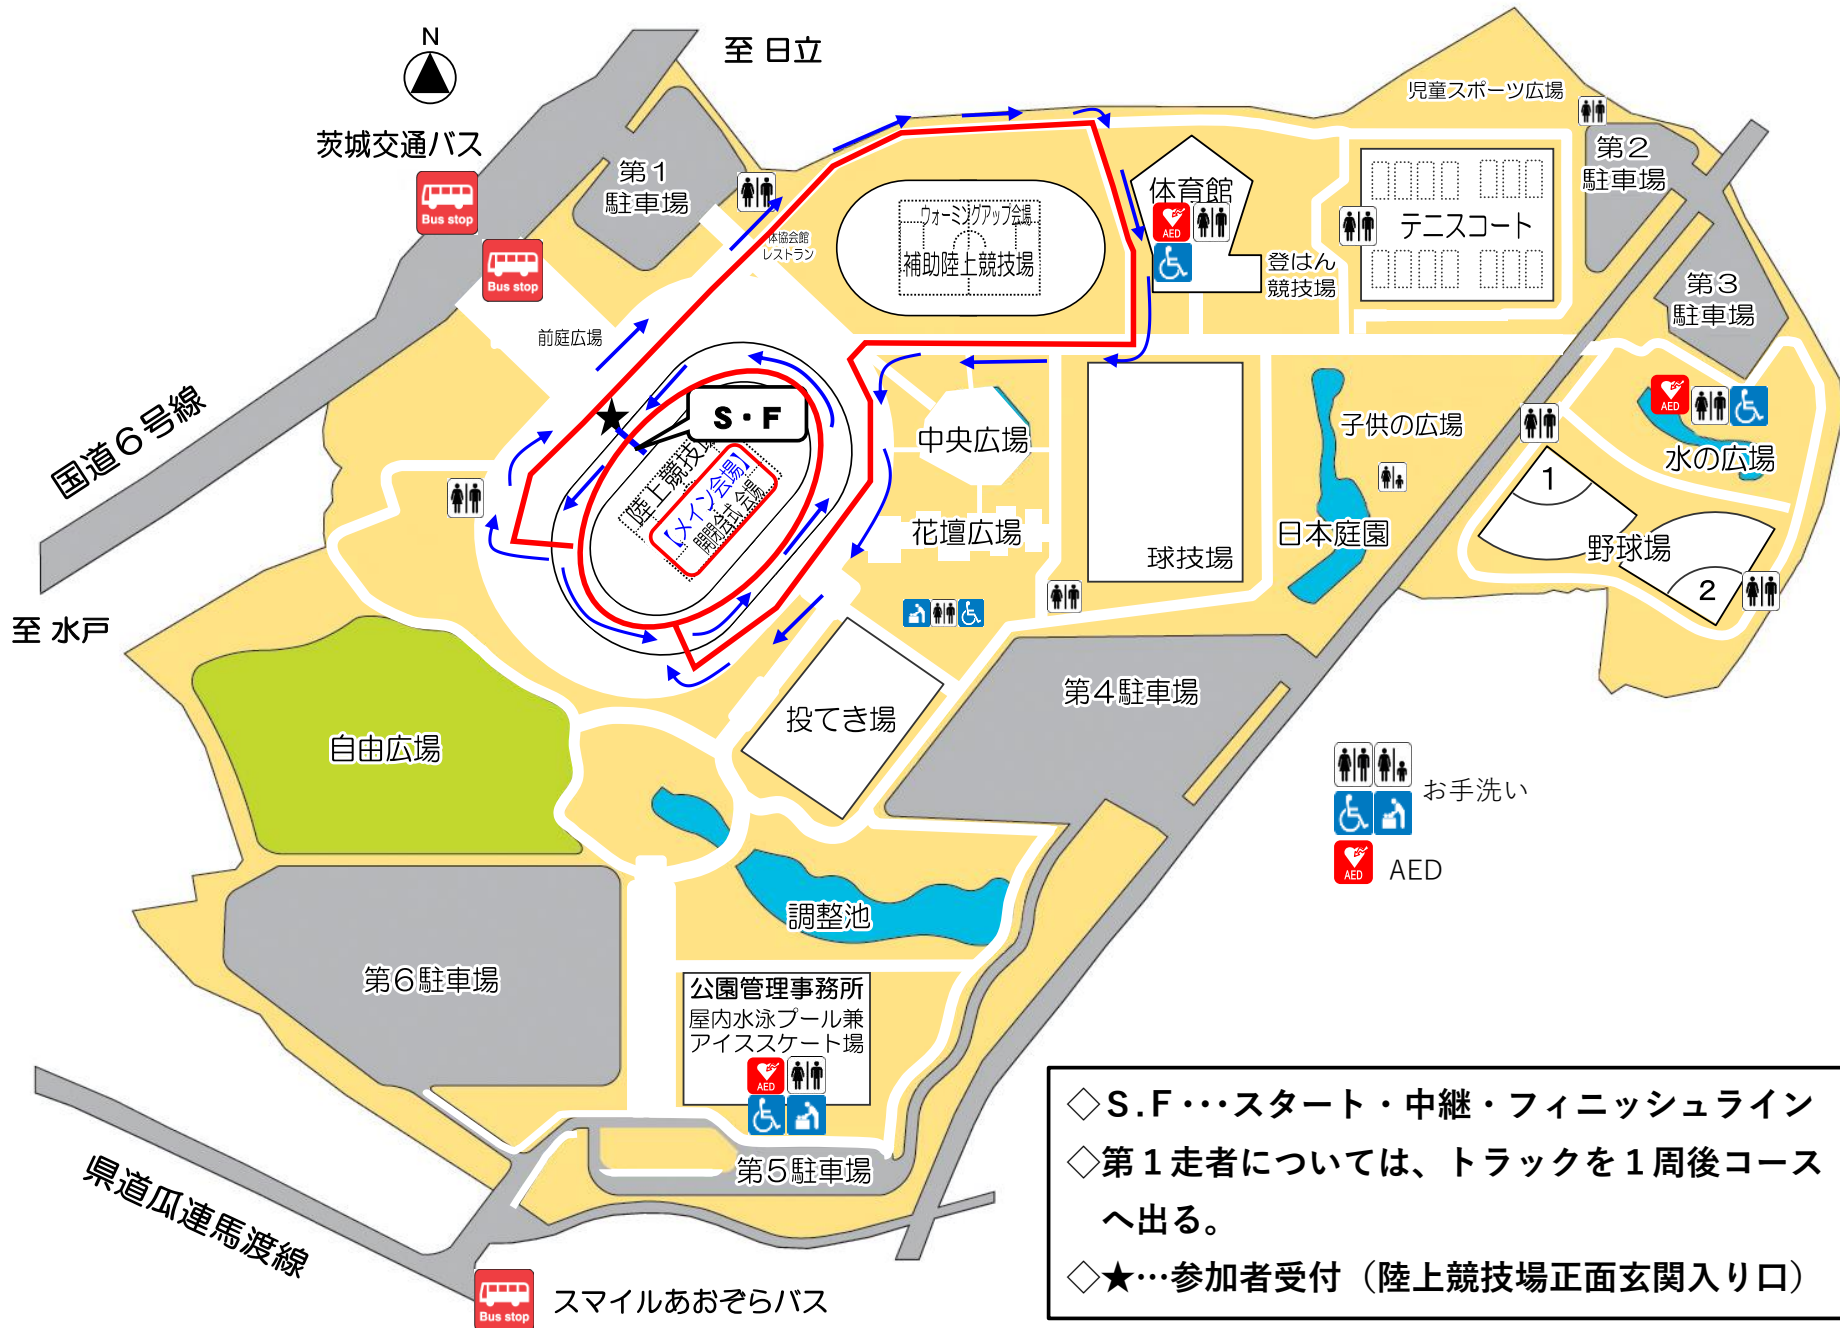 N
至 日立
茨城交通バス
Bus stop
Bus stop
児童スポーツ広場
第1
駐車場
第2
駐車場
体協会館
レストラン
ウォーミングアップ会場
補助陸上競技場
体育館
AED
登はん
競技場
テニスコート
第3
駐車場
前庭広場
国道6号線
S・F
陸上競技場
【メイン会場】
開閉会式会場
中央広場
花壇広場
球技場
子供の広場
日本庭園
AED
水の広場
1
野球場
2
至 水戸
自由広場
投てき場
第4駐車場
お手洗い
AED
AED
調整池
第6駐車場
公園管理事務所
屋内水泳プール兼
アイススケート場
AED
第5駐車場
県道瓜連馬渡線
Bus stop
スマイルあおぞらバス
◇S.F・・・スタート・中継・フィニッシュライン
◇第1走者については、トラックを1周後コース
へ出る。
◇★…参加者受付（陸上競技場正面玄関入り口）